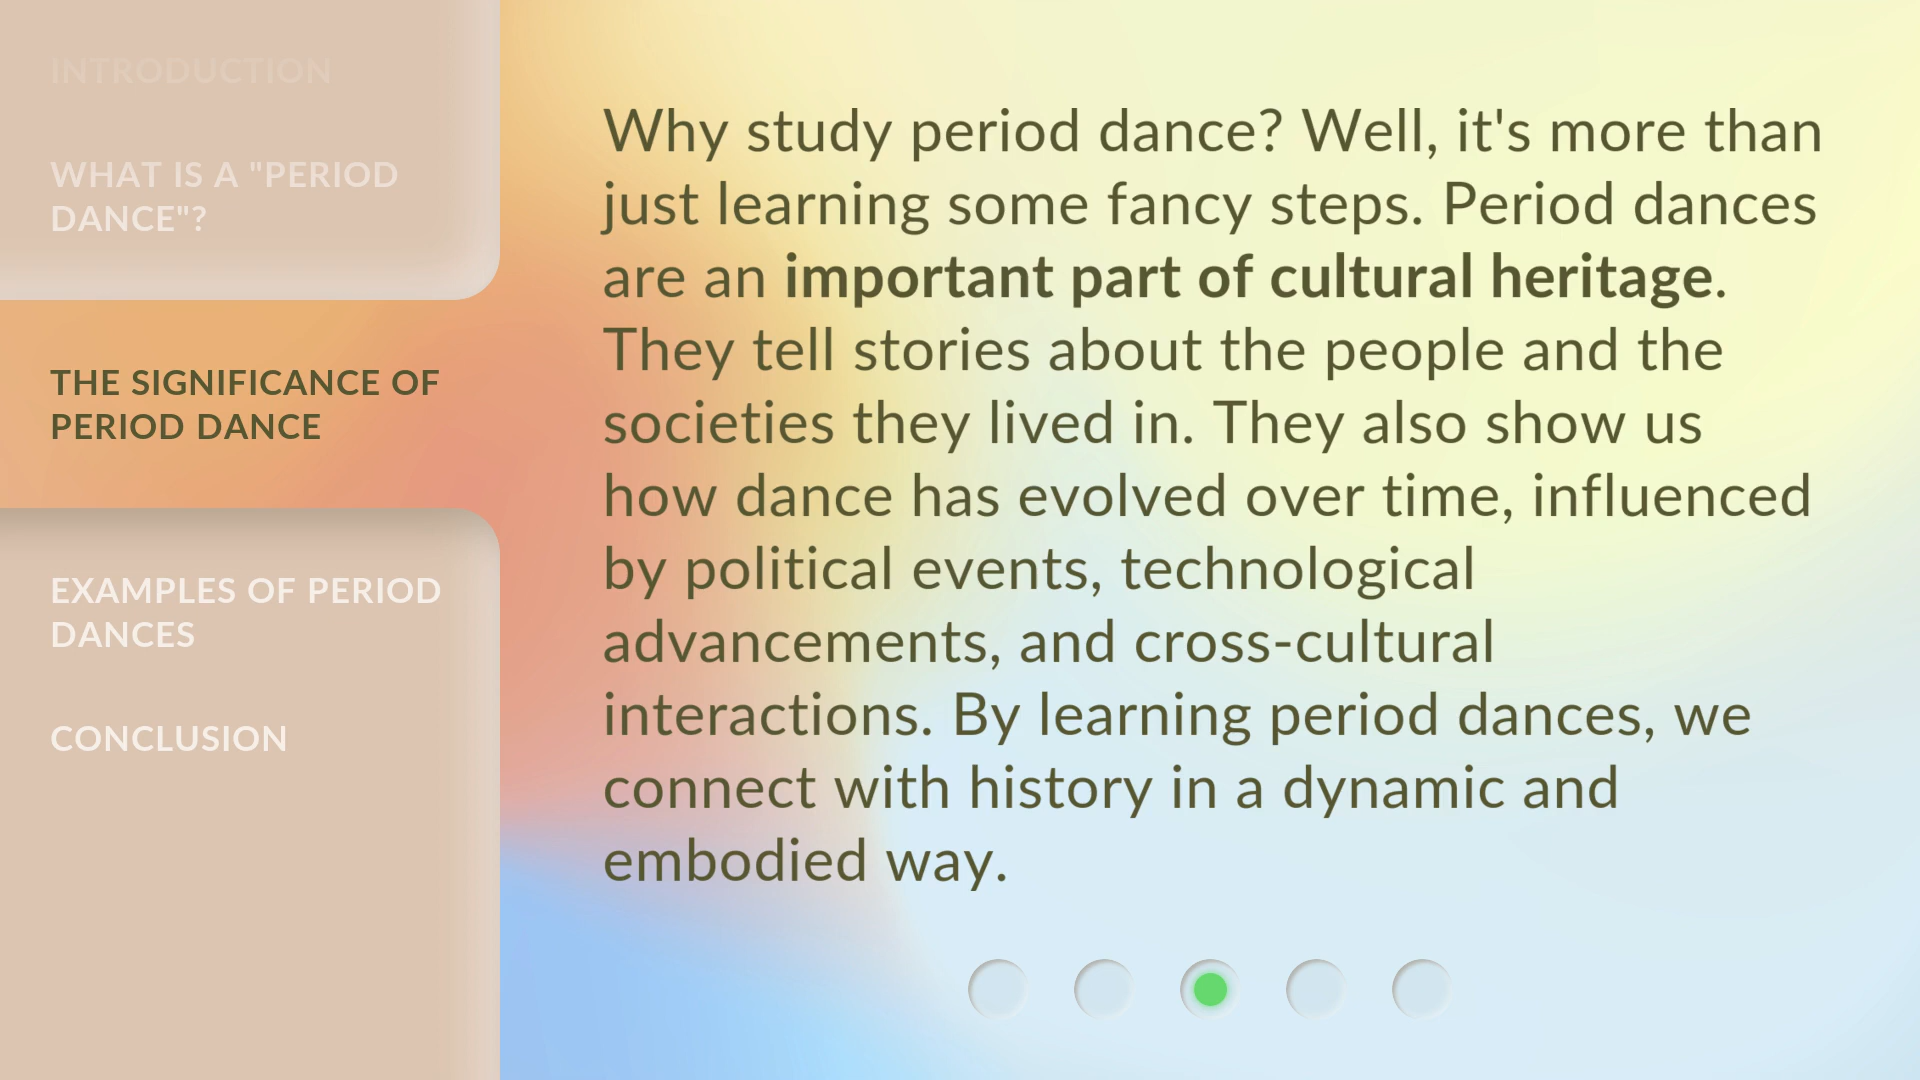 INTRODUCTION
WHAT IS A "PERIOD
DANCE"?
THE SIGNIFICANCE OF
PERIOD DANCE
EXAMPLES OF PERIOD
DANCES
CONCLUSION
Why study period dance? Well, it's more than
just learning some fancy steps. Period dances
are an important part of cultural heritage.
They tell stories about the people and the
societies they lived in. They also show us
how dance has evolved over time, influenced
by political events, technological
advancements, and cross-cultural
interactions. By learning period dances, we
connect with history in a dynamic and
embodied way.